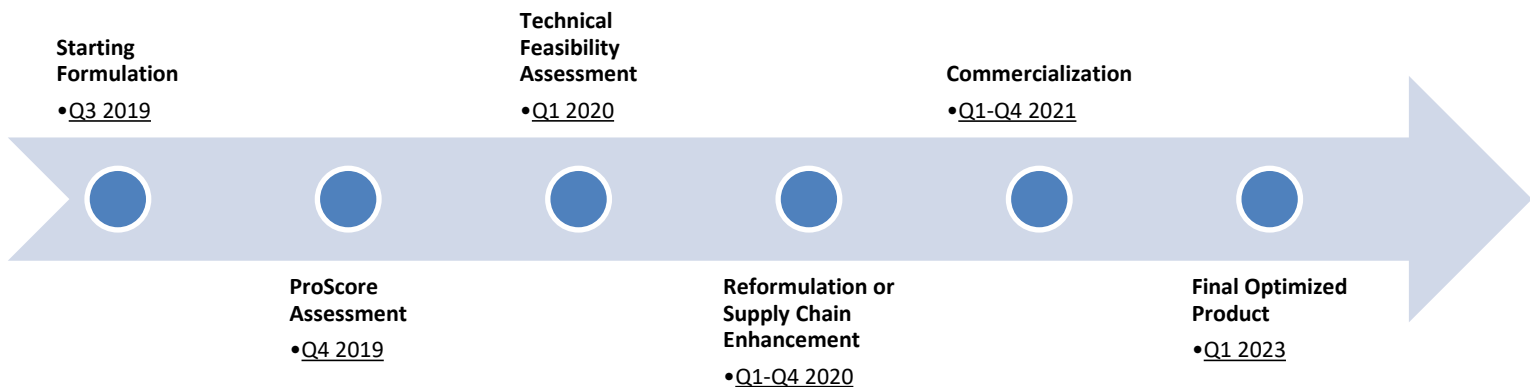 Starting
Formulation
•Q3 2019
ProScore
Assessment
•Q4 2019
Technical
Feasibility
Assessment
•Q1 2020
Reformulation or
Supply Chain
Enhancement
•Q1-Q4 2020
Commercialization
•Q1-Q4 2021
Final Optimized
Product
•Q1 2023